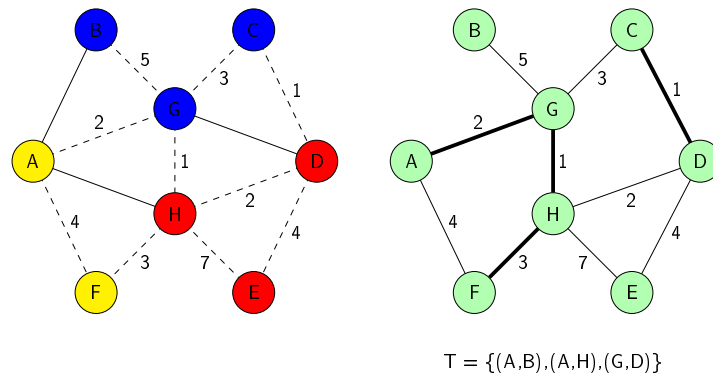 B C B C
5 3 5 3
1 1
2 G 2 G
A 1 D A 1 D
2 2
H H
4 4 4 4
3 7 3 7
F E F E
T = {(A,B),(A,H),(G,D)}